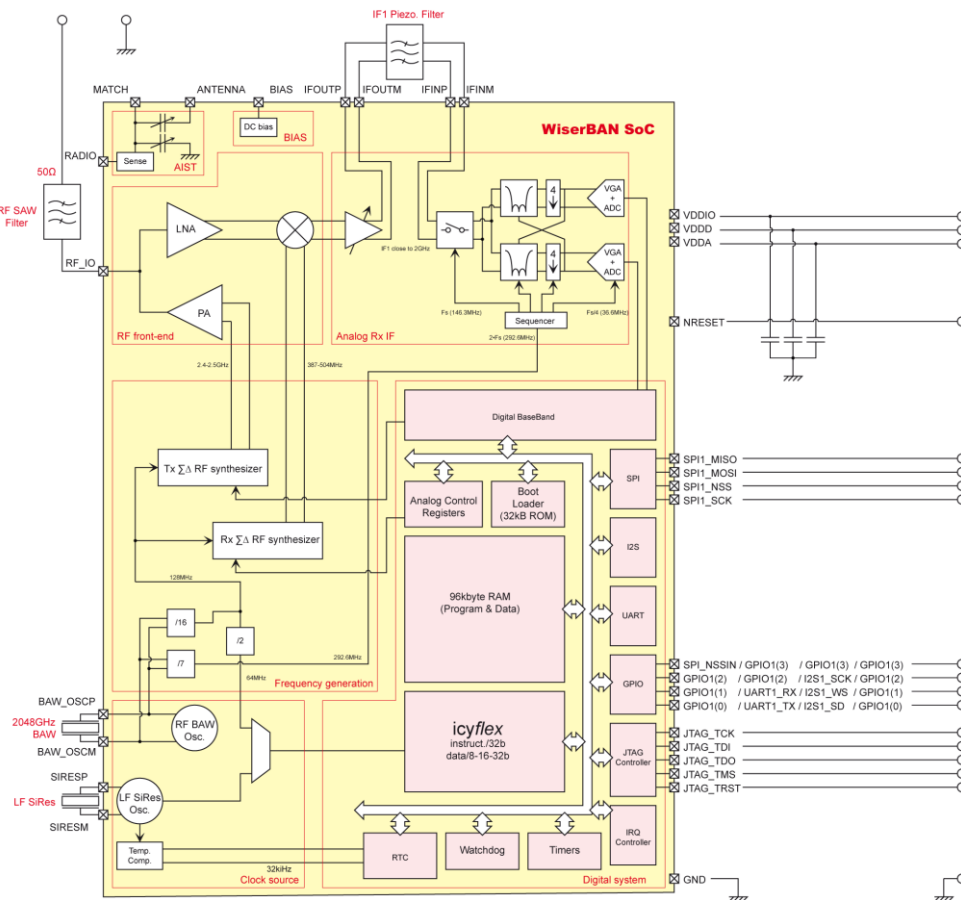 IF1 Piezo. Filter
MATCH
ANTENNA
BIAS
IFOUTP
IFOUTM
IFINP
IFINM
DC bias
BIAS
WiserBAN SoC
RADIO
Sense
AIST
50Ω
RF SAW
Filter
RF_IO
LNA
IF1 close to 2GHz
4
VGA
+
ADC
4
VGA
+
ADC
VDDIO
VDDD
VDDA
PA
RF front-end
Analog Rx IF
Fs (146.3MHz)
Sequencer
Fs/4 (36.6MHz)
2•Fs (292.6MHz)
NRESET
2.4-2.5GHz
387-504MHz
Digital BaseBand
Tx ∑∆ RF synthesizer
Analog Control
Registers
Boot
Loader
(32kB ROM)
SPI
SPI1_MISO
SPI1_MOSI
SPI1_NSS
SPI1_SCK
Rx ∑∆ RF synthesizer
I2S
128MHz
96kbyte RAM
(Program & Data)
UART
/16
/2
/7
292.6MHz
64MHz
Frequency generation
GPIO
SPI_NSSIN / GPIO1(3) / GPIO1(3) / GPIO1(3)
GPIO1(2) / GPIO1(2) / I2S1_SCK / GPIO1(2)
GPIO1(1) / UART1_RX / I2S1_WS / GPIO1(1)
GPIO1(0) / UART1_TX / I2S1_SD / GPIO1(0)
BAW_OSCP
2048GHz
BAW
BAW_OSCM
RF BAW
Osc.
icyflex
instruct./32b
data/8-16-32b
JTAG
Controller
JTAG_TCK
JTAG_TDI
JTAG_TDO
JTAG_TMS
JTAG_TRST
SIRESP
LF SiRes
SIRESM
LF SiRes
Osc.
Temp.
Comp.
32kiHz
Clock source
RTC
Watchdog
Timers
IRQ
Controller
Digital system
GND